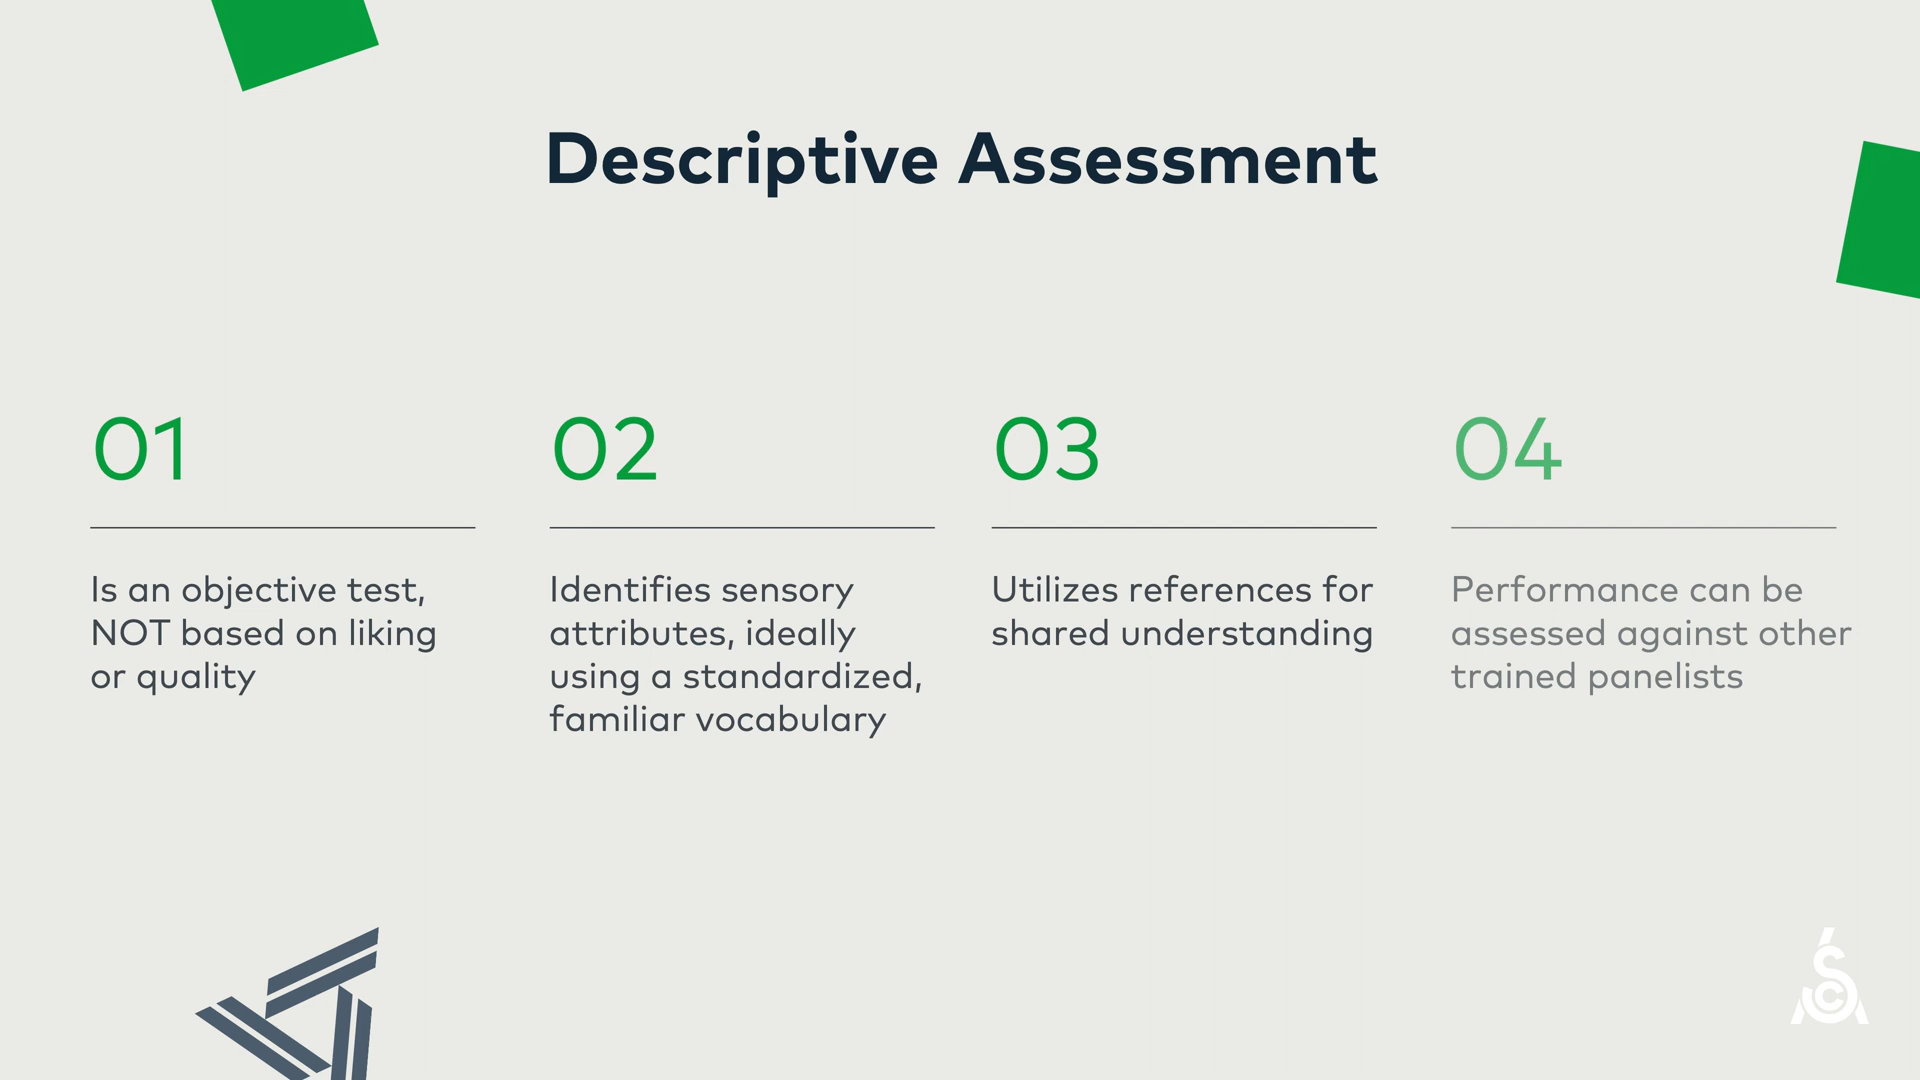 Descriptive Assessment
01
Is an objective test,
NOT based on liking
or quality
02
Identifies sensory
attributes, ideally
using a standardized,
familiar vocabulary
03
Utilizes references for
shared understanding
04
Performance can be
assessed against other
trained panelists
SCA